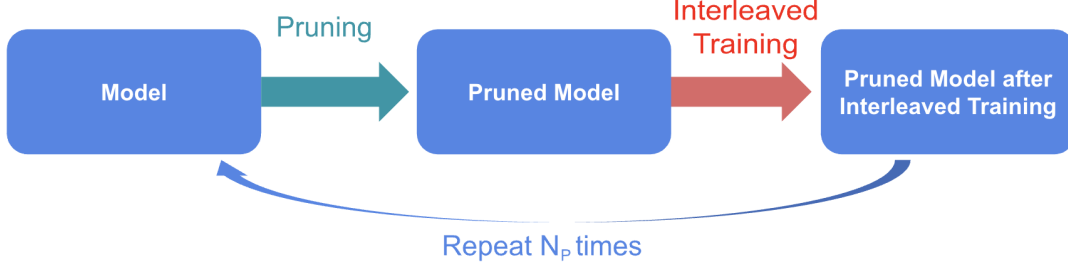 Pruning
Interleaved
Training
Model
Pruned Model
Pruned Model after
Interleaved Training
Repeat Nₚ times